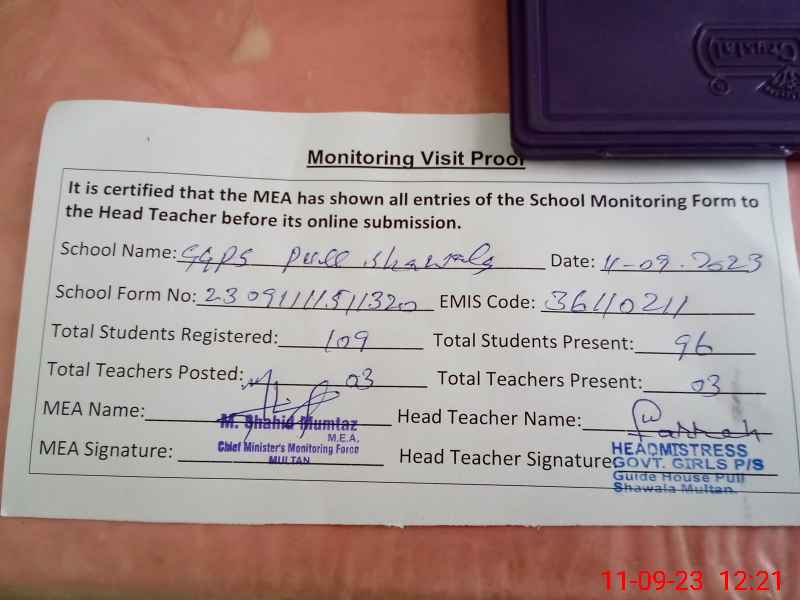 Crystal
Monitoring Visit Proof
It is certified that the MEA has shown all entries of the School Monitoring Form to
the Head Teacher before its online submission.
School Name: GGPS Pull Shawala Date: 11-09.2023
School Form No: EMIS Code: 36110211
Total Students Registered: 109 Total Students Present: 96
Total Teachers Posted: 03 Total Teachers Present: 03
MEA Name: Head Teacher Name: Farrah
M. Shahid Mumtaz
M.E.A.
Chief Minister's Monitoring Force
MULTAN
MEA Signature: Head Teacher Signature
HEADMISTRESS
GOVT. GIRLS P/S
Guide House Pull
Shawala Multan.
11-09-23 12:21